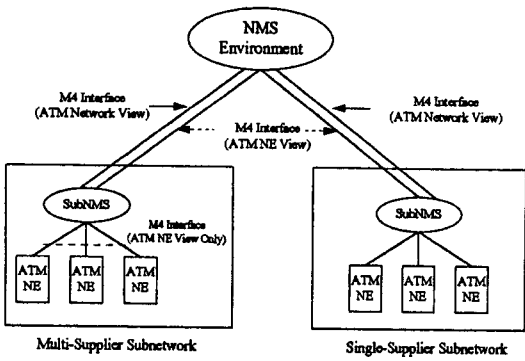 NMS
Environment
M4 Interface
(ATM Network View)
M4 Interface
(ATM Network View)
M4 Interface
(ATM NE View)
SubNMS
M4 Interface
(ATM NE View Only)
ATM
NE
ATM
NE
ATM
NE
SubNMS
ATM
NE
ATM
NE
ATM
NE
Multi-Supplier Subnetwork
Single-Supplier Subnetwork